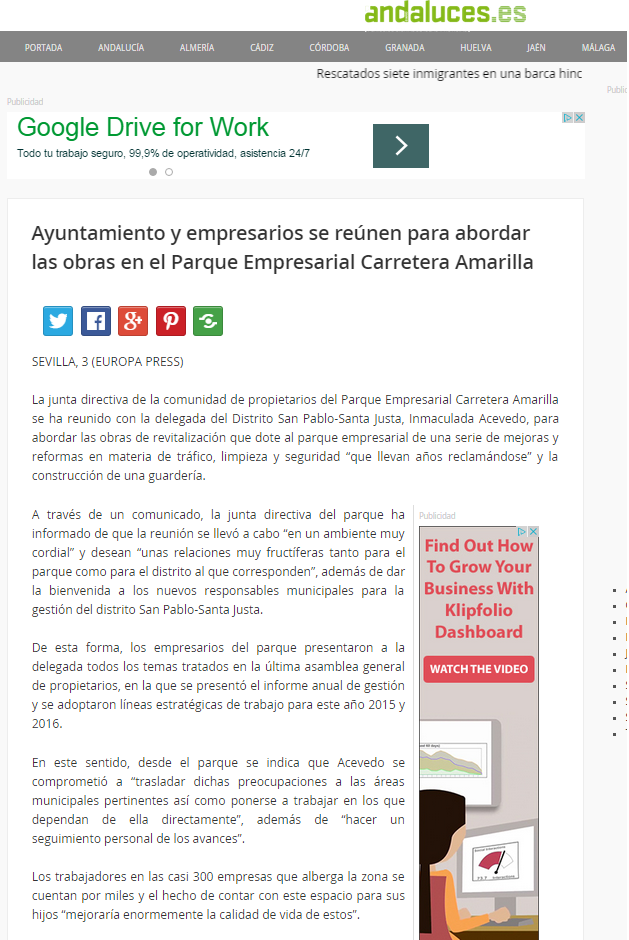 andaluces.es
PORTADA ANDALUCÍA ALMERÍA CÁDIZ CÓRDOBA GRANADA HUELVA JAÉN MÁLAGA
Rescatados siete inmigrantes en una barca hinc
Publicidad
Google Drive for Work
Todo tu trabajo seguro, 99,9% de operatividad, asistencia 24/7
Ayuntamiento y empresarios se reúnen para abordar
las obras en el Parque Empresarial Carretera Amarilla
SEVILLA, 3 (EUROPA PRESS)
La junta directiva de la comunidad de propietarios del Parque Empresarial Carretera Amarilla
se ha reunido con la delegada del Distrito San Pablo-Santa Justa, Inmaculada Acevedo, para
abordar las obras de revitalización que dote al parque empresarial de una serie de mejoras y
reformas en materia de tráfico, limpieza y seguridad “que llevan años reclamándose” y la
construcción de una guardería.
A través de un comunicado, la junta directiva del parque ha
informado de que la reunión se llevó a cabo “en un ambiente muy
cordial” y desean “unas relaciones muy fructíferas tanto para el
parque como para el distrito al que corresponden”, además de dar
la bienvenida a los nuevos responsables municipales para la
gestión del distrito San Pablo-Santa Justa.
De esta forma, los empresarios del parque presentaron a la
delegada todos los temas tratados en la última asamblea general
de propietarios, en la que se presentó el informe anual de gestión
y se adoptaron líneas estratégicas de trabajo para este año 2015 y
2016.
En este sentido, desde el parque se indica que Acevedo se
comprometió a “trasladar dichas preocupaciones a las áreas
municipales pertinentes así como ponerse a trabajar en los que
dependan de ella directamente”, además de “hacer un
seguimiento personal de los avances”.
Los trabajadores en las casi 300 empresas que alberga la zona se
cuentan por miles y el hecho de contar con este espacio para sus
hijos “mejoraría enormemente la calidad de vida de estos”.
Publicidad
Find Out How
To Grow Your
Business With
Klipfolio
Dashboard
WATCH THE VIDEO